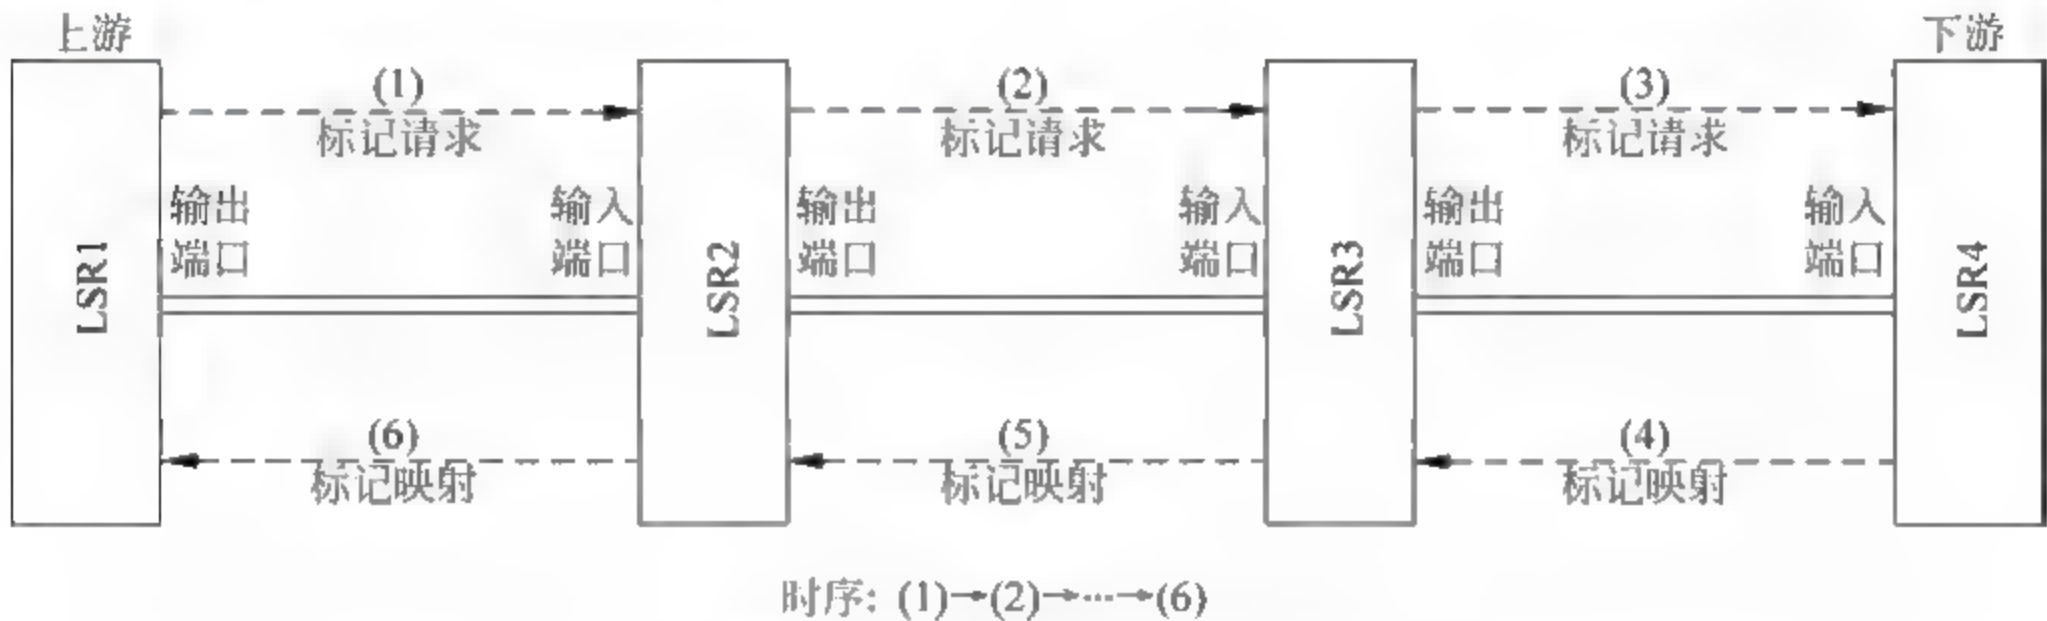 上游
下游
(1)
(2)
(3)
标记请求
标记请求
标记请求
输出
端口
输入
端口
输出
端口
输入
端口
输出
端口
输入
端口
LSR1
LSR2
LSR3
LSR4
(6)
(5)
(4)
标记映射
标记映射
标记映射
时序: (1)→(2)→···→(6)